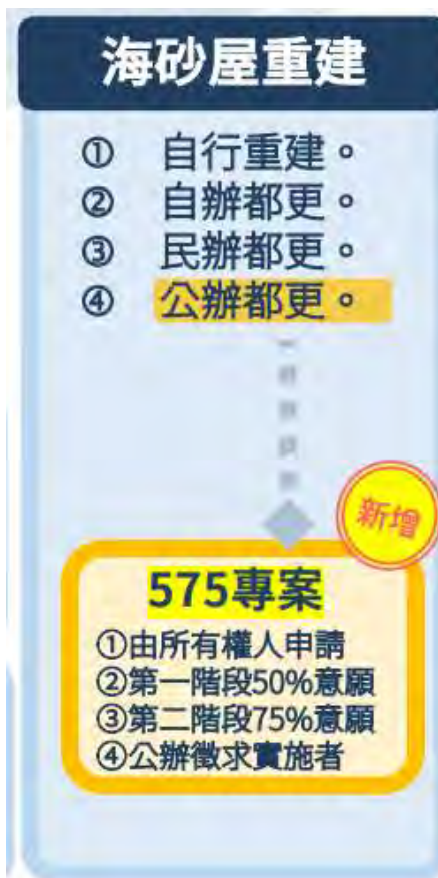 海砂屋重建
① 自行重建。
② 自辦都更。
③ 民辦都更。
④ 公辦都更。
新增
575專案
①由所有權人申請
②第一階段50%意願
③第二階段75%意願
④公辦徵求實施者